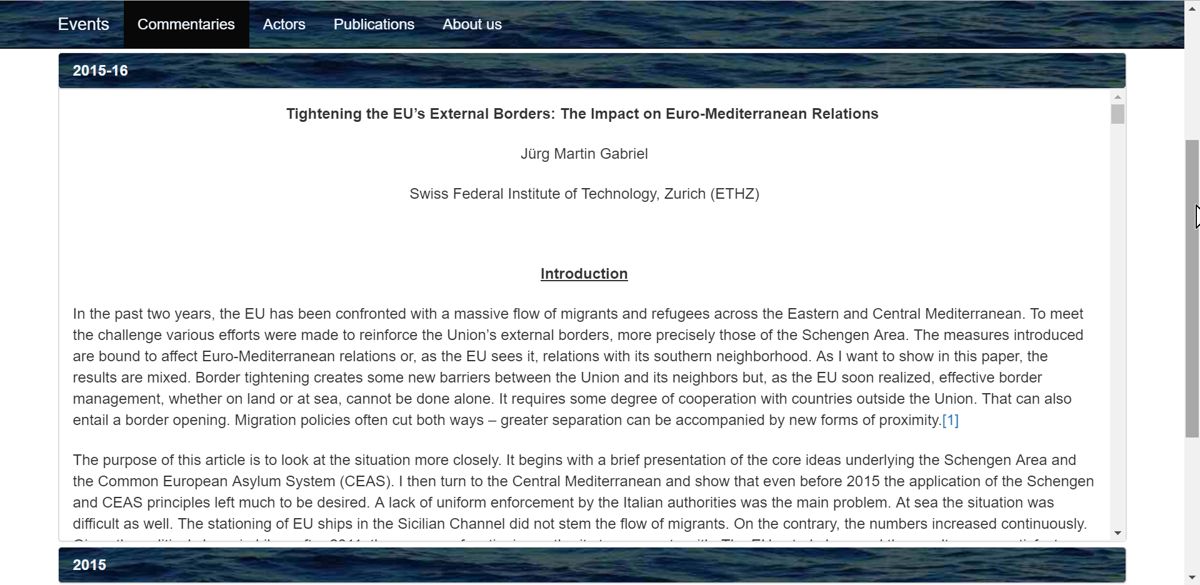 Events Commentaries Actors Publications About us
2015-16
Tightening the EU’s External Borders: The Impact on Euro-Mediterranean Relations
Jürg Martin Gabriel
Swiss Federal Institute of Technology, Zurich (ETHZ)
Introduction
In the past two years, the EU has been confronted with a massive flow of migrants and refugees across the Eastern and Central Mediterranean. To meet
the challenge various efforts were made to reinforce the Union’s external borders, more precisely those of the Schengen Area. The measures introduced
are bound to affect Euro-Mediterranean relations or, as the EU sees it, relations with its southern neighborhood. As I want to show in this paper, the
results are mixed. Border tightening creates some new barriers between the Union and its neighbors but, as the EU soon realized, effective border
management, whether on land or at sea, cannot be done alone. It requires some degree of cooperation with countries outside the Union. That can also
entail a border opening. Migration policies often cut both ways – greater separation can be accompanied by new forms of proximity.[1]
The purpose of this article is to look at the situation more closely. It begins with a brief presentation of the core ideas underlying the Schengen Area and
the Common European Asylum System (CEAS). I then turn to the Central Mediterranean and show that even before 2015 the application of the Schengen
and CEAS principles left much to be desired. A lack of uniform enforcement by the Italian authorities was the main problem. At sea the situation was
difficult as well. The stationing of EU ships in the Sicilian Channel did not stem the flow of migrants. On the contrary, the numbers increased continuously.
2015